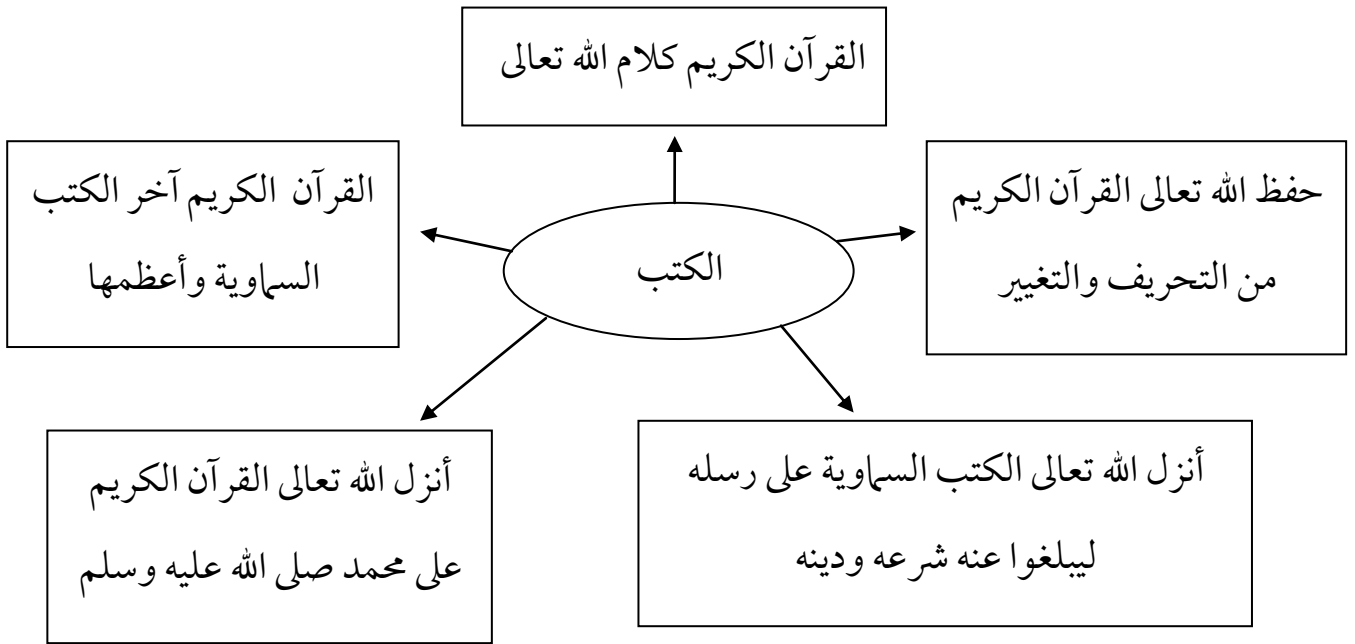 القرآن الكريم كلام الله تعالى
حفظ الله تعالى القرآن الكريم
من التحريف والتغيير
القرآن الكريم آخر الكتب
السماوية وأعظمها
الكتب
أنزل الله تعالى الكتب السماوية على رسله
ليبلغوا عنه شرعه ودينه
أنزل الله تعالى القرآن الكريم
على محمد صلى الله عليه وسلم